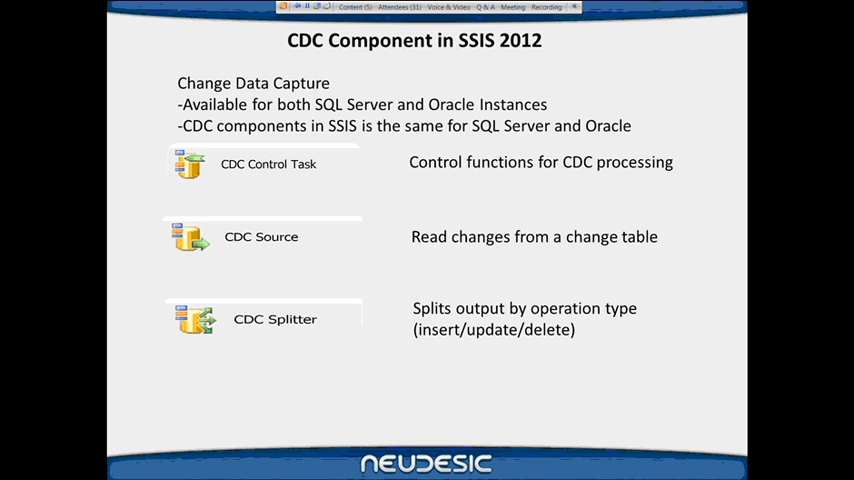 Content (5) Attendees (31) Voice & Video Q & A Meeting Recording
CDC Component in SSIS 2012
Change Data Capture
-Available for both SQL Server and Oracle Instances
-CDC components in SSIS is the same for SQL Server and Oracle
CDC Control Task Control functions for CDC processing
CDC Source Read changes from a change table
CDC Splitter Splits output by operation type
(insert/update/delete)
NEUDESIC